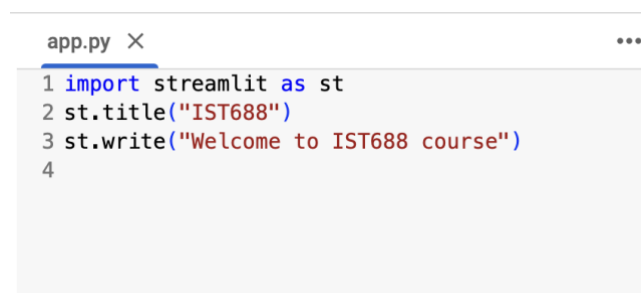 app.py ×
1 import streamlit as st
2 st.title("IST688")
3 st.write("Welcome to IST688 course")
4